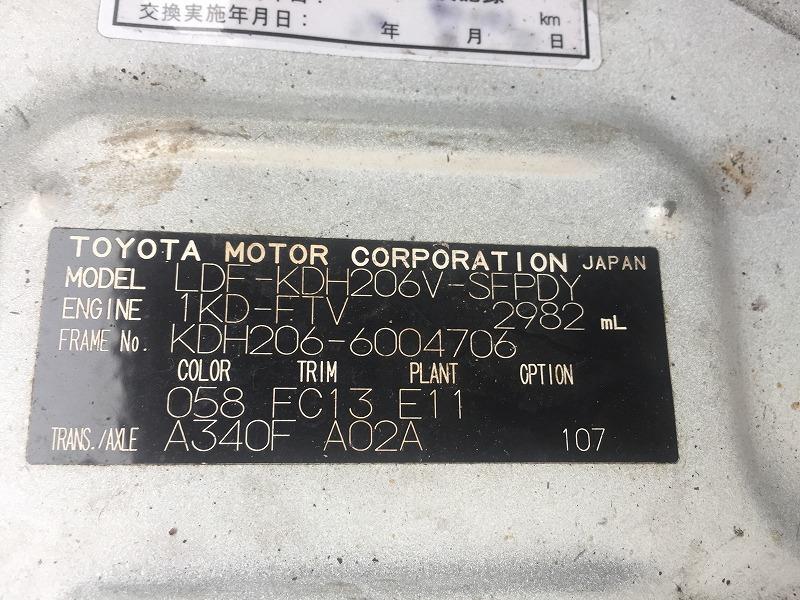 交換実施年月日: 年 月 日
km
TOYOTA MOTOR CORPORATION JAPAN
MODEL LDF-KDH206V-SFPDY
ENGINE 1KD-FTV 2982 mL
FRAME No. KDH206-6004706
COLOR TRIM PLANT OPTION
058 FC13 E11
TRANS./AXLE A340F A02A 107